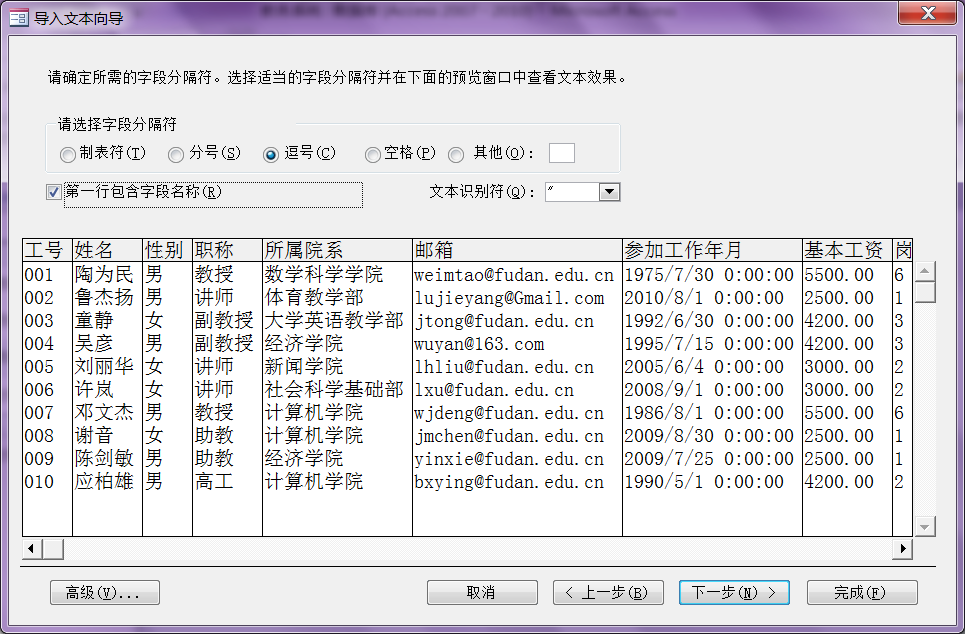 导入文本向导
请确定所需的字段分隔符。选择适当的字段分隔符并在下面的预览窗口中查看文本效果。
请选择字段分隔符
制表符(T) 分号(S) 逗号(C) 空格(P) 其他(O):
第一行包含字段名称(R) 文本识别符(Q): "
工号 姓名 性别 职称 所属院系 邮箱 参加工作年月 基本工资 岗
001 陶为民 男 教授 数学科学学院 weimtao@fudan.edu.cn 1975/7/30 0:00:00 5500.00 6
002 鲁杰扬 男 讲师 体育教学部 lujieyang@Gmail.com 2010/8/1 0:00:00 2500.00 1
003 童静 女 副教授 大学英语教学部 jtong@fudan.edu.cn 1992/6/30 0:00:00 4200.00 3
004 吴彦 男 副教授 经济学院 wuyan@163.com 1995/7/15 0:00:00 4200.00 3
005 刘丽华 女 讲师 新闻学院 lhliu@fudan.edu.cn 2005/6/4 0:00:00 3000.00 2
006 许岚 女 讲师 社会科学基础部 lxu@fudan.edu.cn 2008/9/1 0:00:00 3000.00 2
007 邓文杰 男 教授 计算机学院 wjdeng@fudan.edu.cn 1986/8/1 0:00:00 5500.00 6
008 谢音 女 助教 计算机学院 jmchen@fudan.edu.cn 2009/8/30 0:00:00 2500.00 1
009 陈剑敏 男 助教 经济学院 yinxie@fudan.edu.cn 2009/7/25 0:00:00 2500.00 1
010 应柏雄 男 高工 计算机学院 bxying@fudan.edu.cn 1990/5/1 0:00:00 4200.00 2
高级(V)... 取消 < 上一步(B) 下一步(N) > 完成(F)